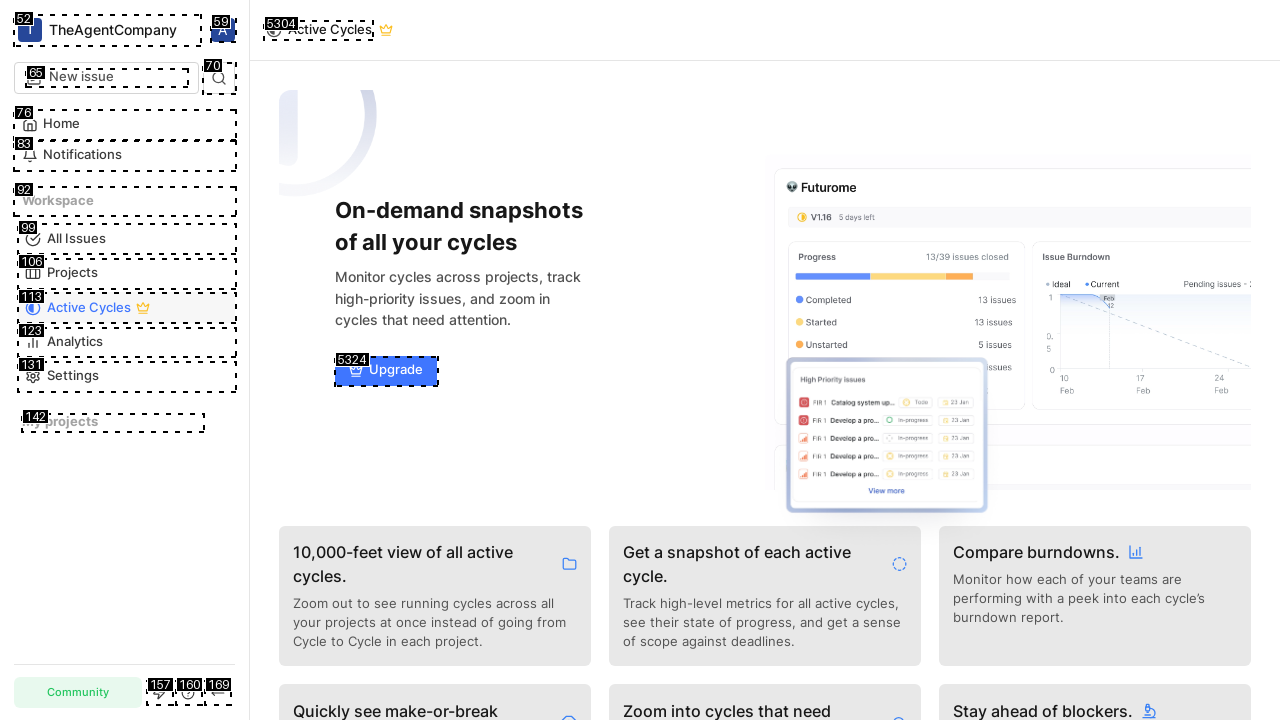 52
TheAgentCompany
59
65
New issue
70
76
Home
83
Notifications
92
Workspace
99
All Issues
106
Projects
113
Active Cycles
123
Analytics
131
Settings
142
My projects
Community
157
160
169
5304
Active Cycles
On-demand snapshots
of all your cycles
Monitor cycles across projects, track
high-priority issues, and zoom in
cycles that need attention.
5324
Upgrade
Futurome
V1.16 5 days left
Progress 13/39 issues closed
Completed 13 issues
Started 13 issues
Unstarted 5 issues
issues
Issue Burndown
Ideal Current Pending issues -
Feb
12
1
0.
5
0
10
Feb
17
Feb
24
Feb
High Priority issues
FIR 1 Catalog system up... Todo 23 Jan
FIR 1 Develop a pro... In-progress 23 Jan
FIR 1 Develop a pro... In-progress 23 Jan
FIR 1 Develop a pro... In-progress 23 Jan
FIR 1 Develop a pro... In-progress 23 Jan
View more
10,000-feet view of all active
cycles.
Zoom out to see running cycles across all
your projects at once instead of going from
Cycle to Cycle in each project.
Get a snapshot of each active
cycle.
Track high-level metrics for all active cycles,
see their state of progress, and get a sense
of scope against deadlines.
Compare burndowns.
Monitor how each of your teams are
performing with a peek into each cycle’s
burndown report.
Quickly see make-or-break
Zoom into cycles that need
Stay ahead of blockers.